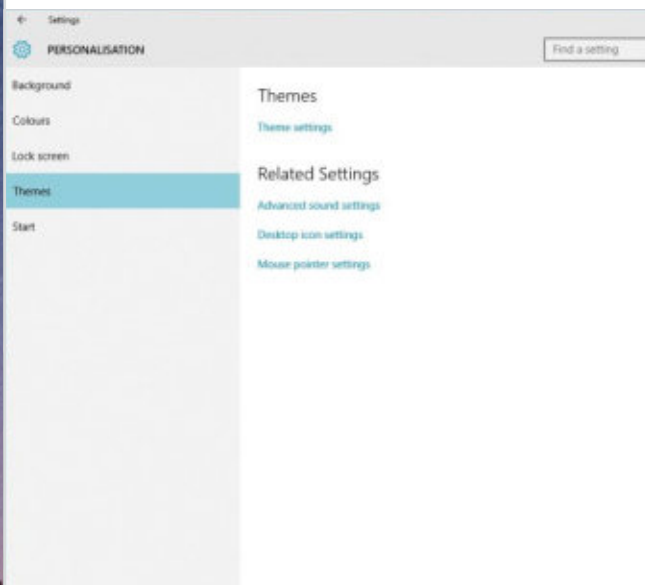 Settings
PERSONALISATION
Find a setting
Background
Colours
Lock screen
Themes
Start
Themes
Theme settings
Related Settings
Advanced sound settings
Desktop icon settings
Mouse pointer settings